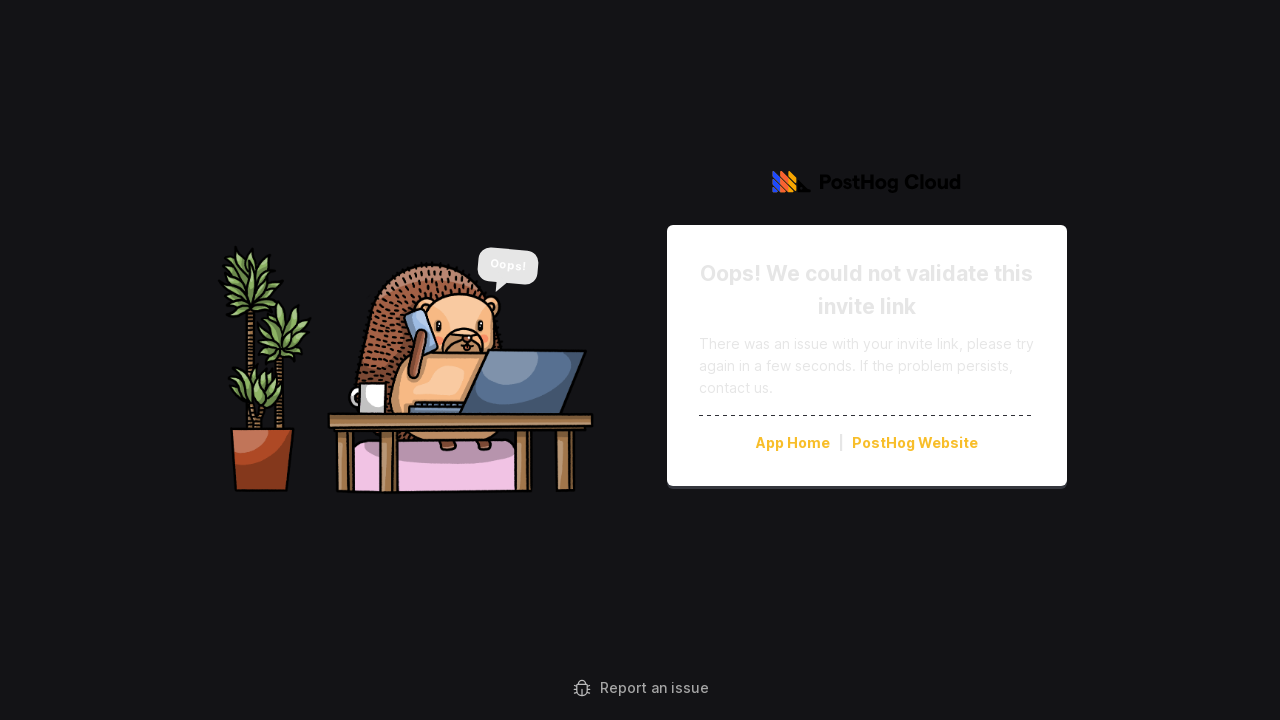 PostHog Cloud
Oops!
Oops! We could not validate this
invite link
There was an issue with your invite link, please try
again in a few seconds. If the problem persists,
contact us.
App Home | PostHog Website
Report an issue